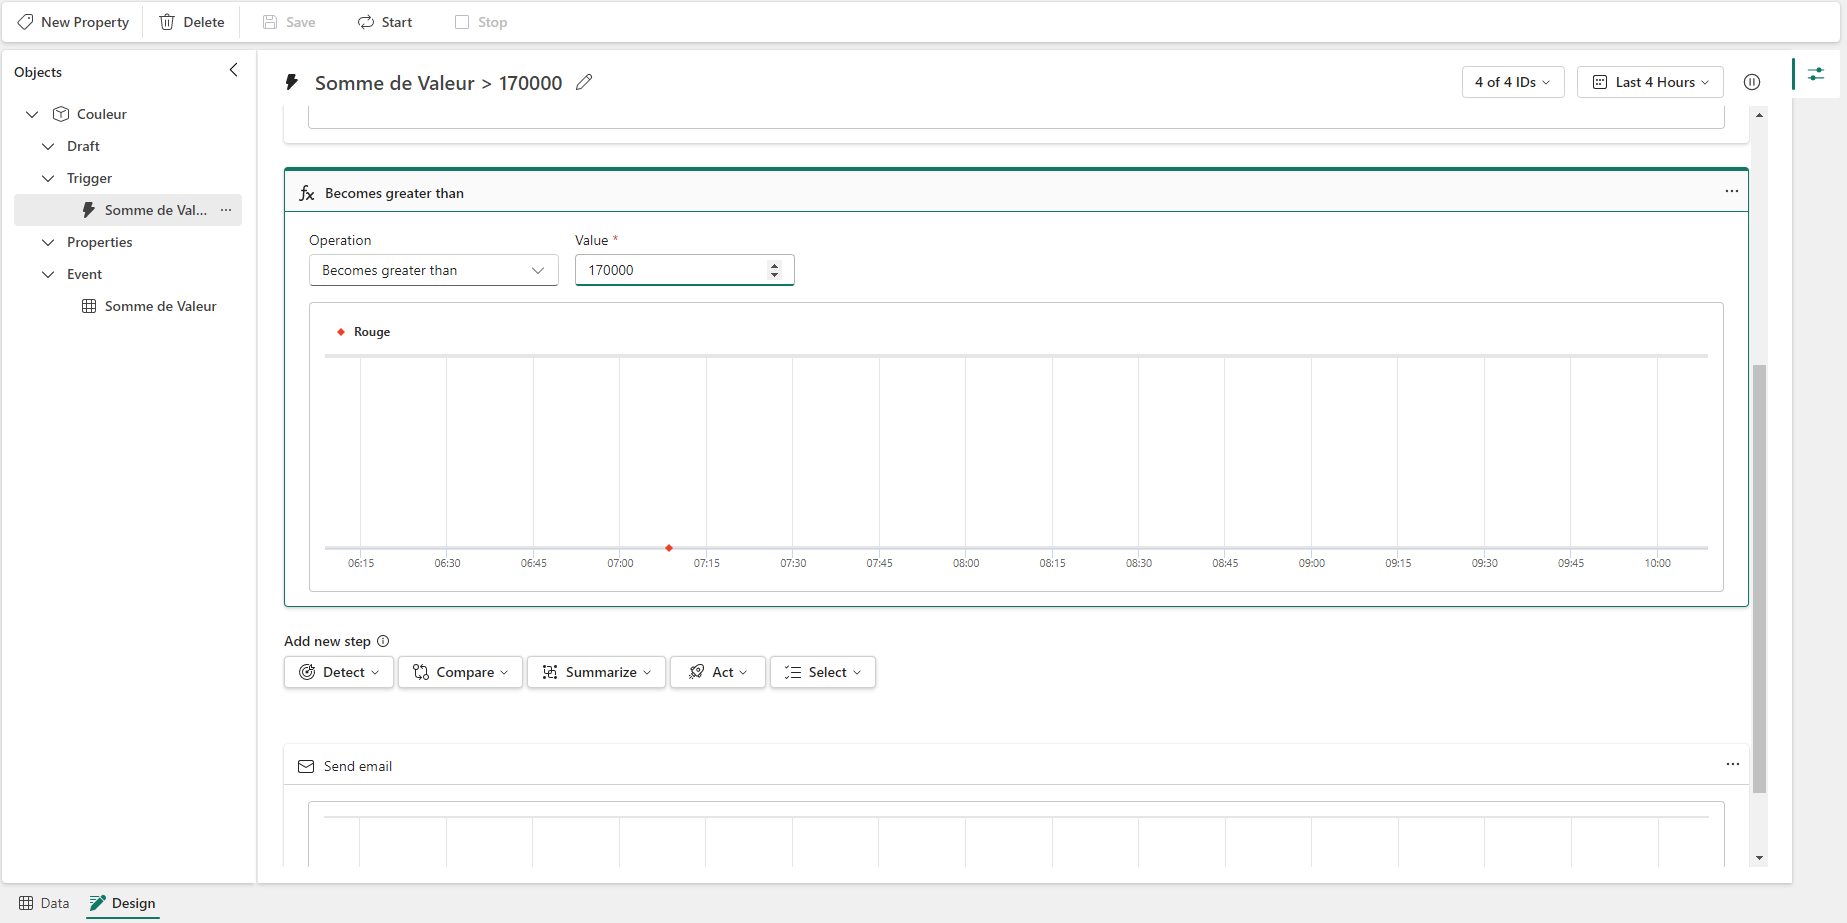 New Property
Delete
Save
Start
Stop
Objects
Couleur
Draft
Trigger
Somme de Val...
Properties
Event
Somme de Valeur
Somme de Valeur > 170000
4 of 4 IDs
Last 4 Hours
fx Becomes greater than
Operation
Value *
Becomes greater than
170000
Rouge
06:15 06:30 06:45 07:00 07:15 07:30 07:45 08:00 08:15 08:30 08:45 09:00 09:15 09:30 09:45 10:00
Add new step
Detect
Compare
Summarize
Act
Select
Send email
Data
Design